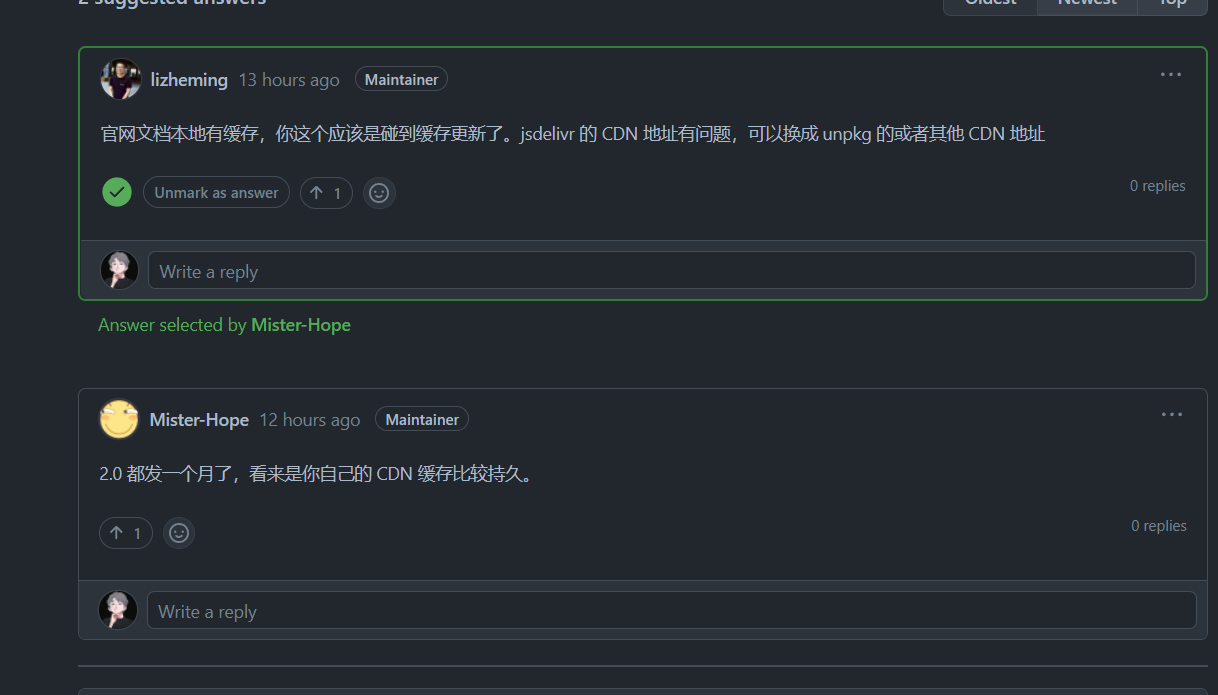 2 suggested answers
Oldest Newest Top
lizheming 13 hours ago Maintainer
官网文档本地有缓存，你这个应该是碰到缓存更新了。jsdelivr 的 CDN 地址有问题，可以换成 unpkg 的或者其他 CDN 地址
Unmark as answer 1 0 replies
Write a reply
Answer selected by Mister-Hope
Mister-Hope 12 hours ago Maintainer
2.0 都发一个月了，看来是你自己的 CDN 缓存比较持久。
1 0 replies
Write a reply